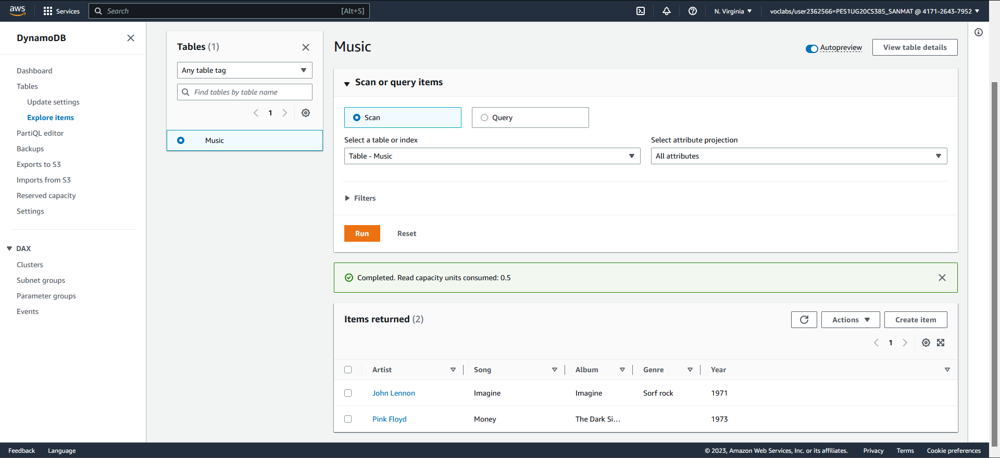 aws
Services
Search
[Alt+S]
N. Virginia
voclabs/user2362566=PES1UG20CS385_SANMAT @ 4171-2643-7952
DynamoDB
Dashboard
Tables
Update settings
Explore items
PartiQL editor
Backups
Exports to S3
Imports from S3
Reserved capacity
Settings
DAX
Clusters
Subnet groups
Parameter groups
Events
Tables (1)
Any table tag
Find tables by table name
1
Music
Music
Autopreview
View table details
Scan or query items
Scan
Query
Select a table or index
Select attribute projection
Table - Music
All attributes
Filters
Run
Reset
Completed. Read capacity units consumed: 0.5
Items returned (2)
Actions
Create item
1
Artist Song Album Genre Year
John Lennon Imagine Imagine Sorf rock 1971
Pink Floyd Money The Dark Si... 1973
Feedback
Language
© 2023, Amazon Web Services, Inc. or its affiliates.
Privacy
Terms
Cookie preferences